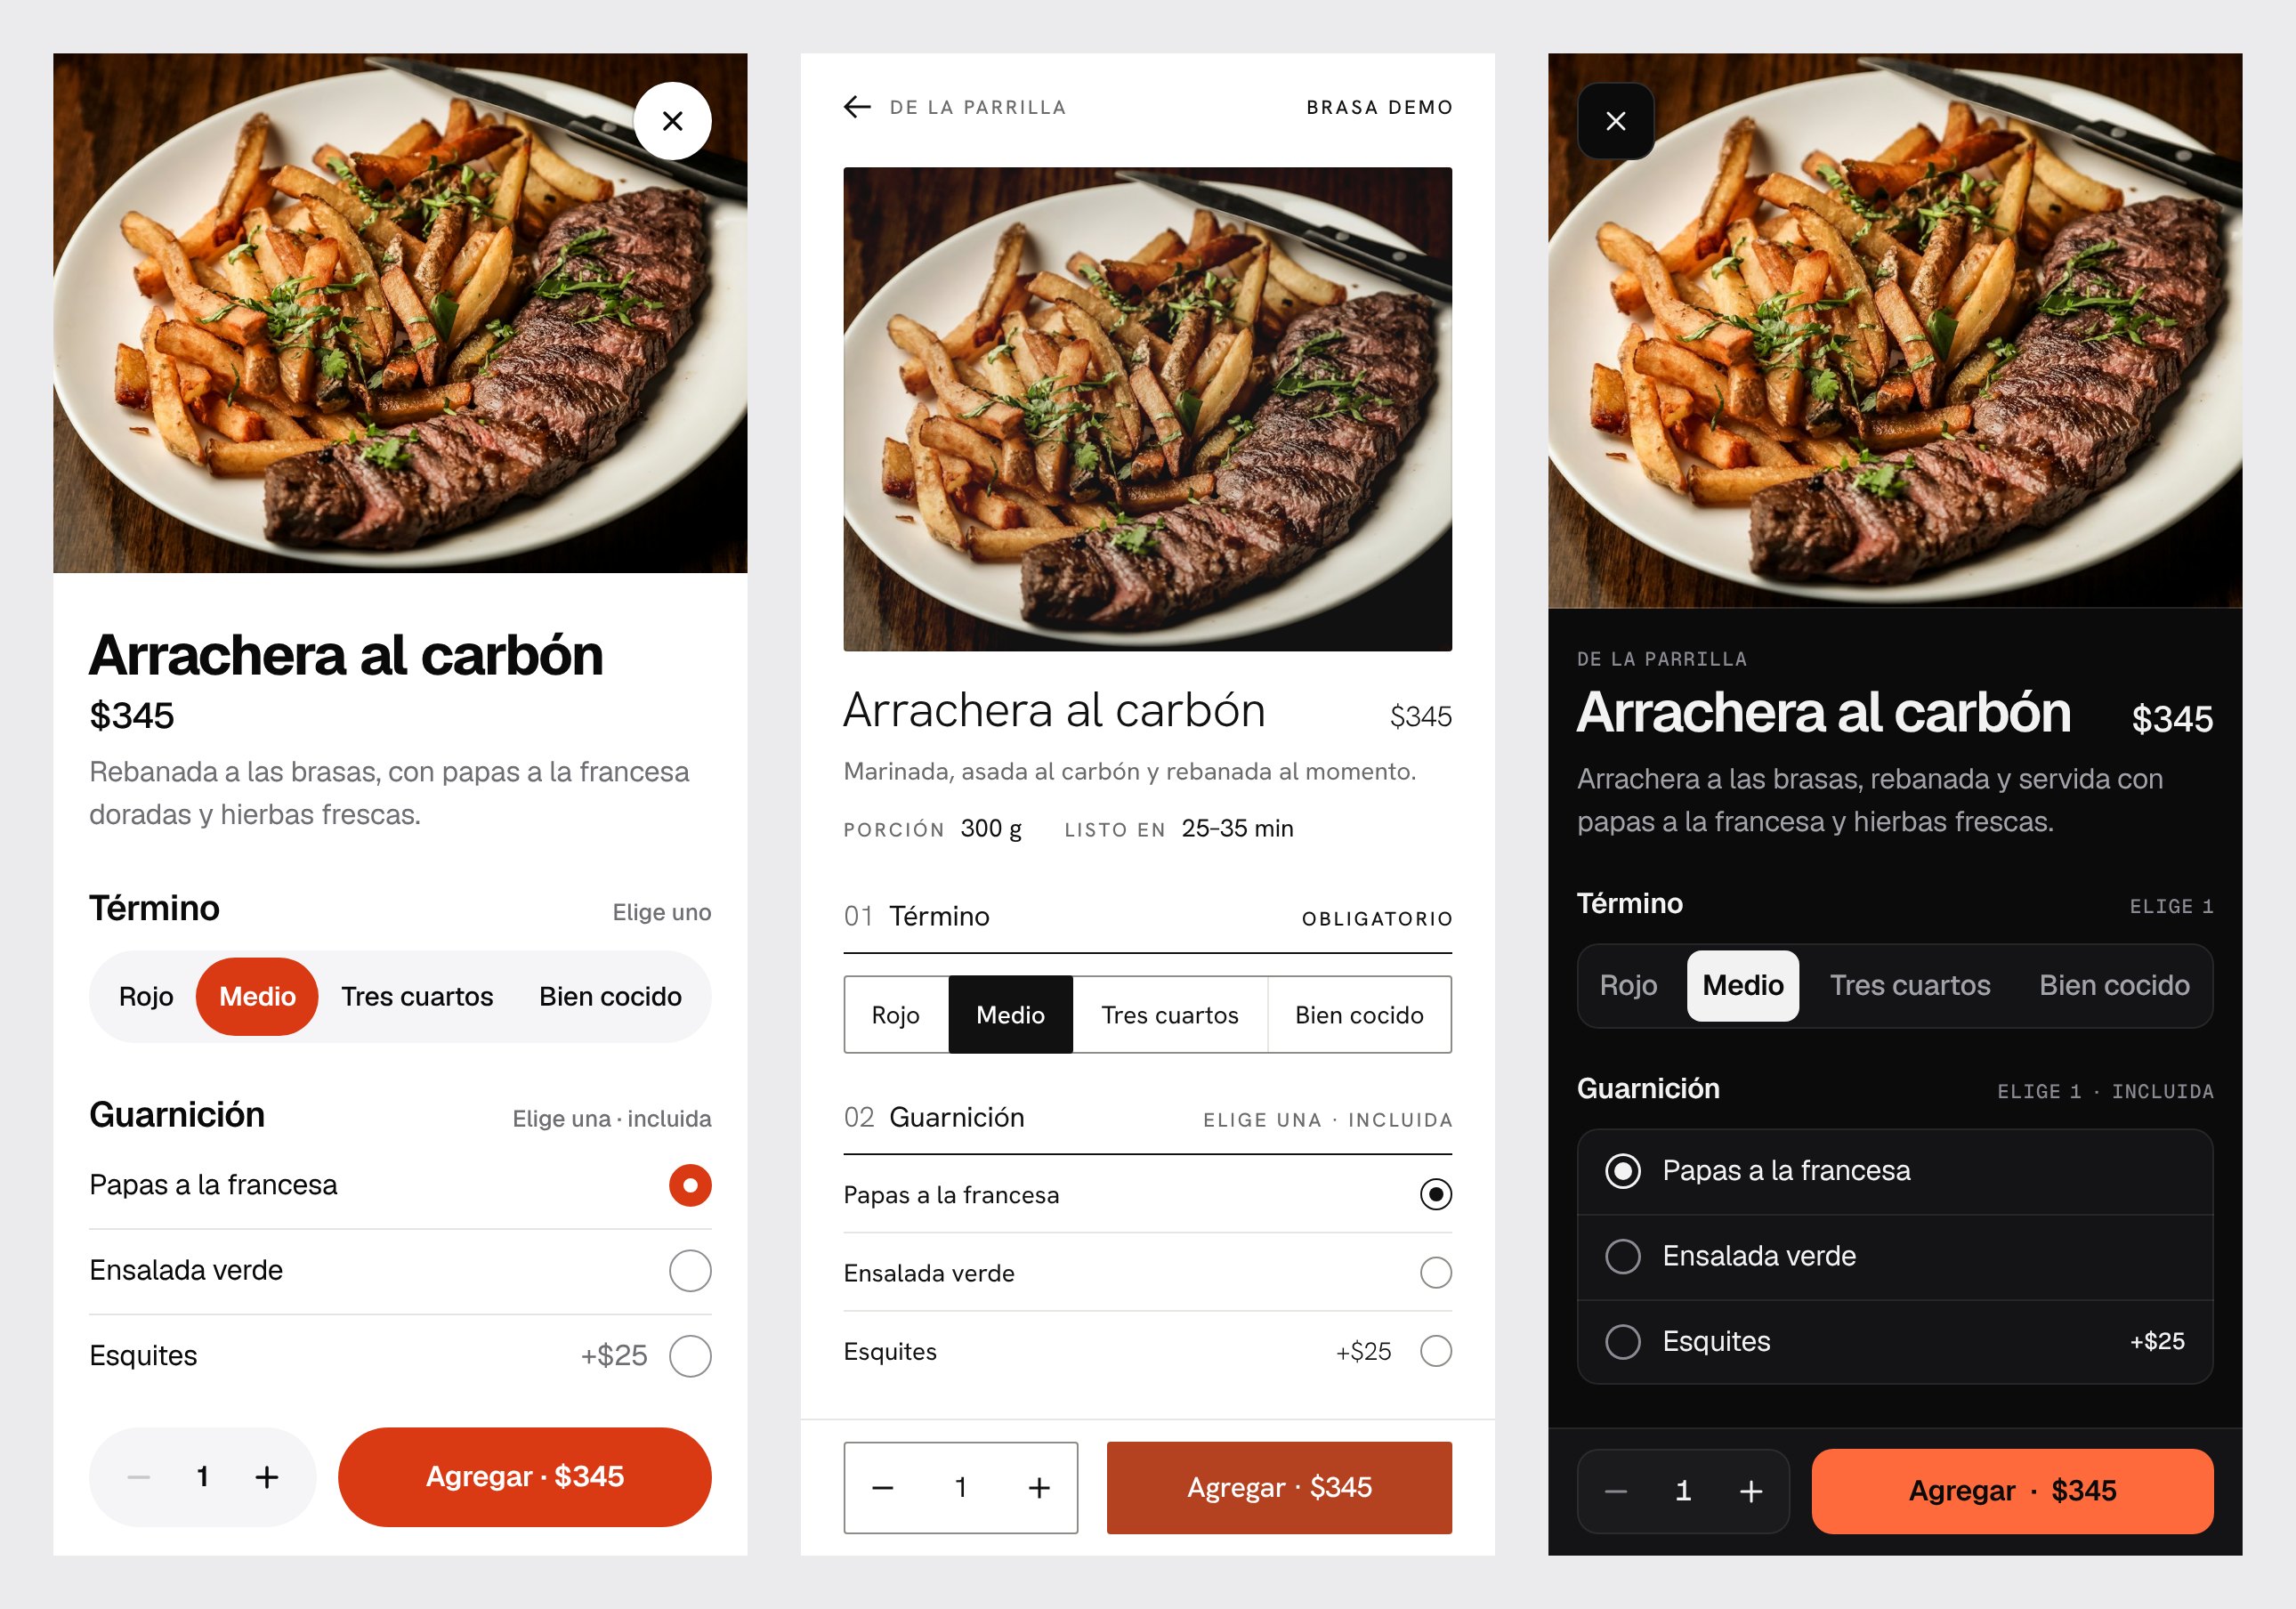 Arrachera al carbón
$345
Rebanada a las brasas, con papas a la francesa
doradas y hierbas frescas.
Término Elige uno
Rojo Medio Tres cuartos Bien cocido
Guarnición Elige una · incluida
Papas a la francesa
Ensalada verde
Esquites +$25
1 Agregar · $345
DE LA PARRILLA BRASA DEMO
Arrachera al carbón $345
Marinada, asada al carbón y rebanada al momento.
PORCIÓN 300 g LISTO EN 25–35 min
01 Término OBLIGATORIO
Rojo Medio Tres cuartos Bien cocido
02 Guarnición ELIGE UNA · INCLUIDA
Papas a la francesa
Ensalada verde
Esquites +$25
1 Agregar · $345
DE LA PARRILLA
Arrachera al carbón $345
Arrachera a las brasas, rebanada y servida con
papas a la francesa y hierbas frescas.
Término ELIGE 1
Rojo Medio Tres cuartos Bien cocido
Guarnición ELIGE 1 · INCLUIDA
Papas a la francesa
Ensalada verde
Esquites +$25
1 Agregar · $345